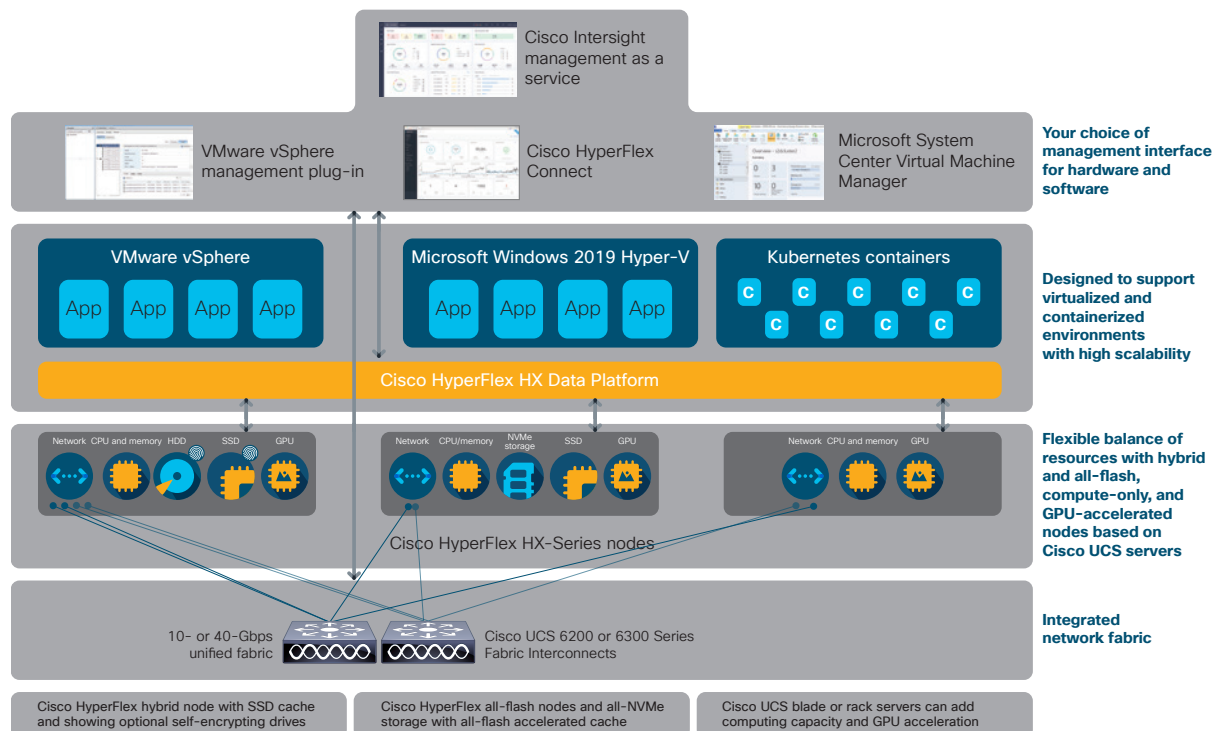 Cisco Intersight
management as a
service
VMware vSphere
management plug-in
Cisco HyperFlex
Connect
Microsoft System
Center Virtual Machine
Manager
Your choice of
management interface
for hardware and
software
VMware vSphere
App App App App
Microsoft Windows 2019 Hyper-V
App App App App
Kubernetes containers
C C C C C
C C C C
Designed to support
virtualized and
containerized
environments
with high scalability
Cisco HyperFlex HX Data Platform
Network CPU and memory HDD SSD GPU
Network CPU/memory NVMe
storage SSD GPU
Network CPU and memory GPU
Cisco HyperFlex HX-Series nodes
Flexible balance of
resources with hybrid
and all-flash,
compute-only, and
GPU-accelerated
nodes based on
Cisco UCS servers
10- or 40-Gbps
unified fabric
Cisco UCS 6200 or 6300 Series
Fabric Interconnects
Integrated
network fabric
Cisco HyperFlex hybrid node with SSD cache
and showing optional self-encrypting drives
Cisco HyperFlex all-flash nodes and all-NVMe
storage with all-flash accelerated cache
Cisco UCS blade or rack servers can add
computing capacity and GPU acceleration